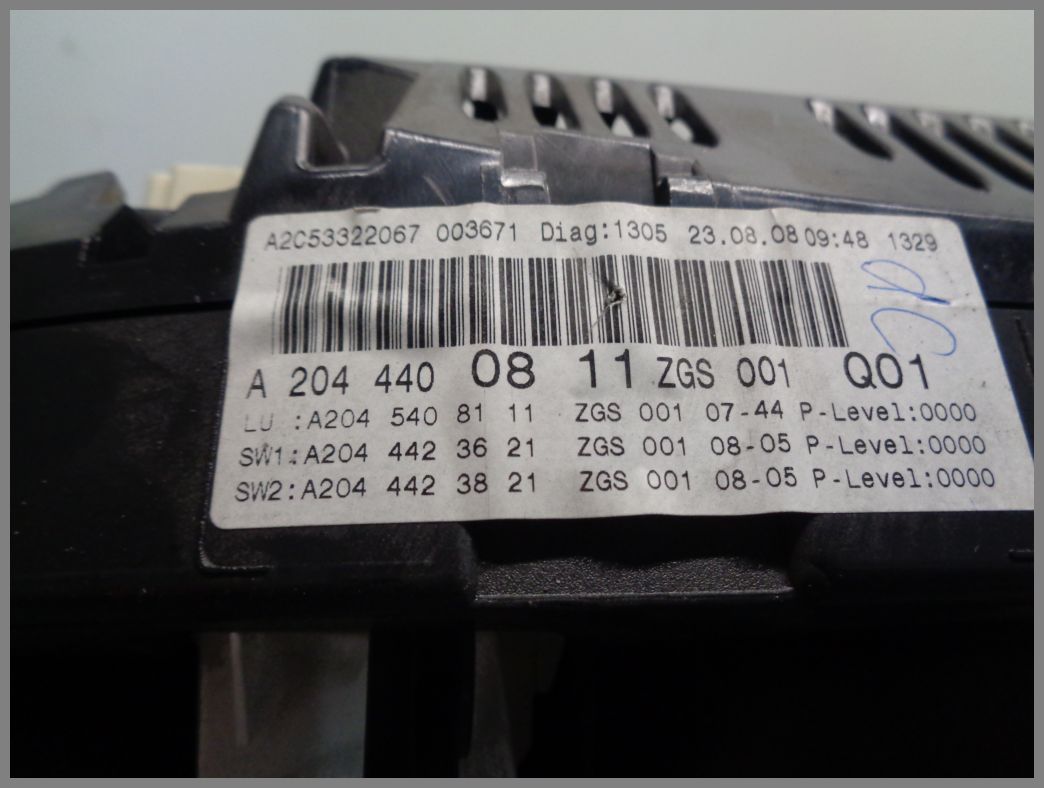 A2C53322067 003671 Diag:1305 23.08.08 09:48 1329
A 204 440 08 11 ZGS 001 Q01
LU :A204 540 81 11 ZGS 001 07-44 P-Level:0000
SW1:A204 442 36 21 ZGS 001 08-05 P-Level:0000
SW2:A204 442 38 21 ZGS 001 08-05 P-Level:0000